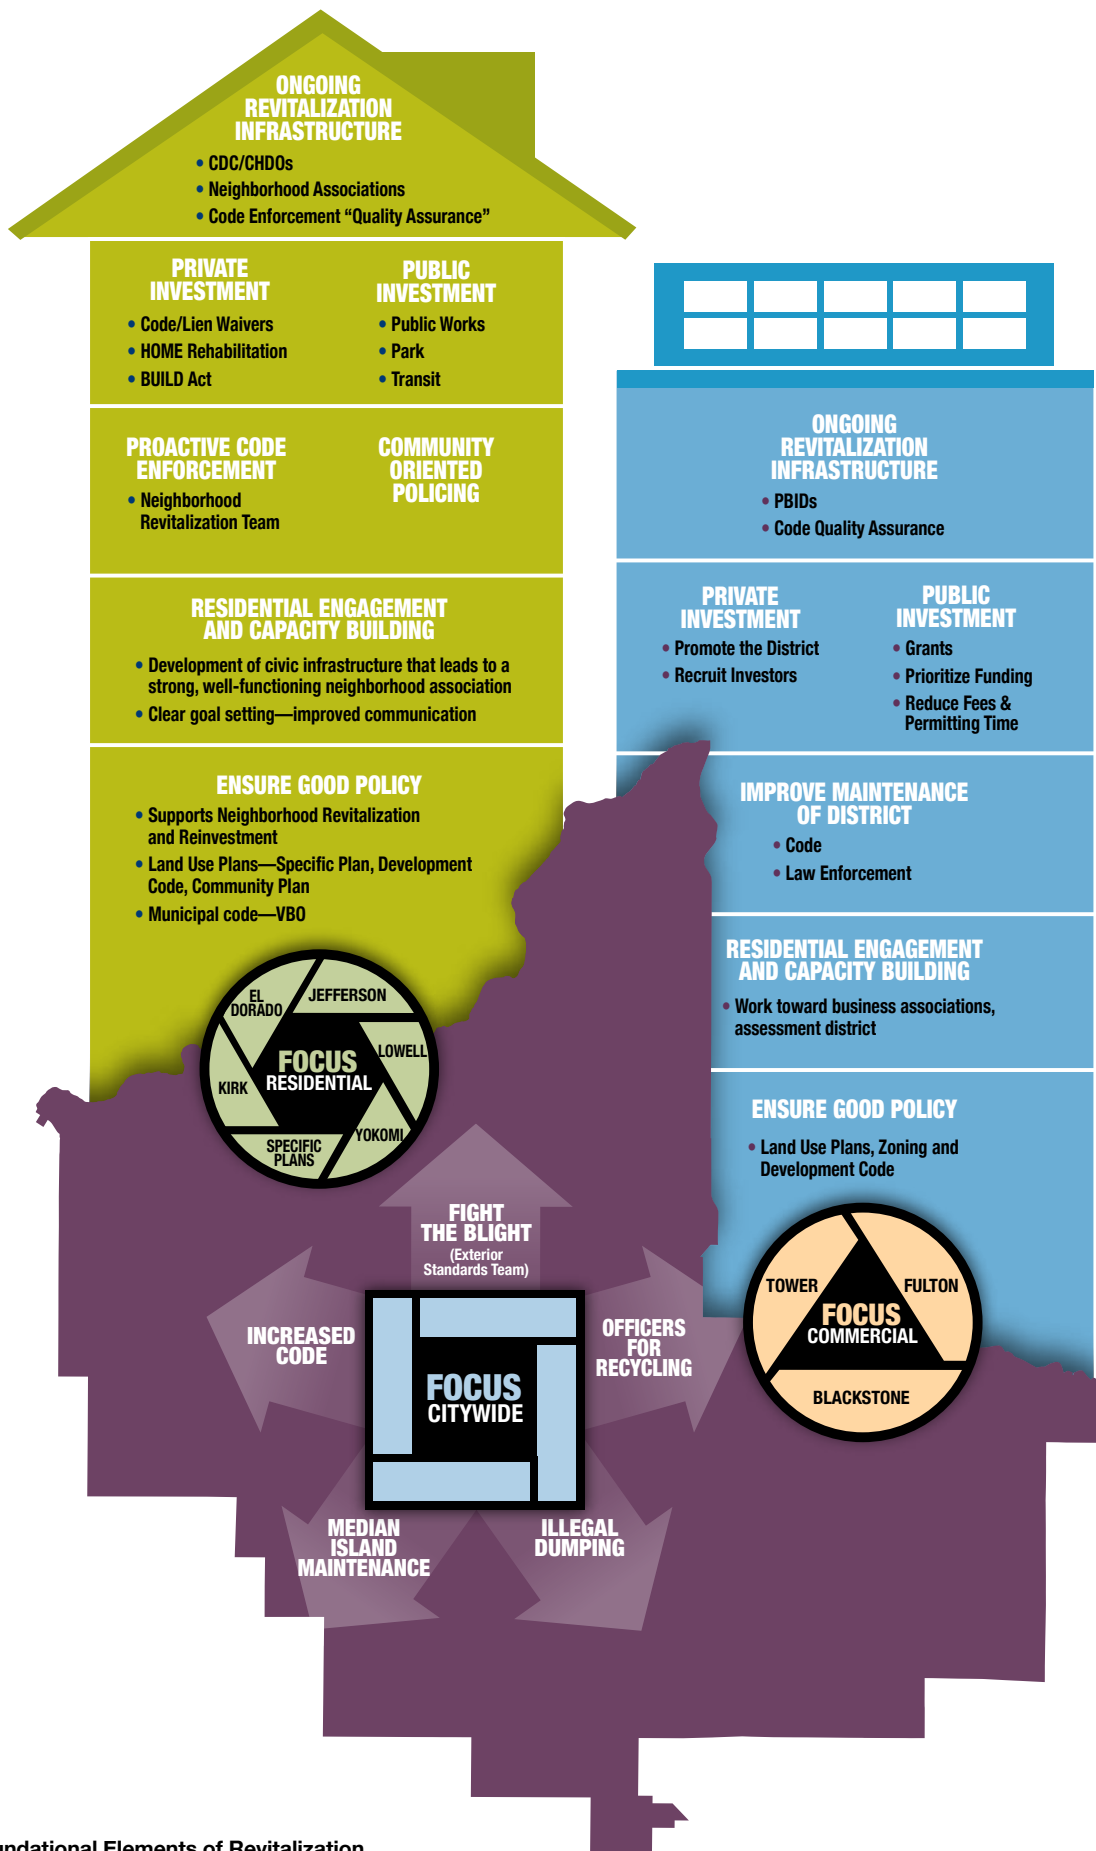 ONGOING
REVITALIZATION
INFRASTRUCTURE
• CDC/CHDOs
• Neighborhood Associations
• Code Enforcement “Quality Assurance”
PRIVATE
INVESTMENT
• Code/Lien Waivers
• HOME Rehabilitation
• BUILD Act
PUBLIC
INVESTMENT
• Public Works
• Park
• Transit
PROACTIVE CODE
ENFORCEMENT
• Neighborhood
Revitalization Team
COMMUNITY
ORIENTED
POLICING
RESIDENTIAL ENGAGEMENT
AND CAPACITY BUILDING
• Development of civic infrastructure that leads to a
strong, well-functioning neighborhood association
• Clear goal setting—improved communication
ENSURE GOOD POLICY
• Supports Neighborhood Revitalization
and Reinvestment
• Land Use Plans—Specific Plan, Development
Code, Community Plan
• Municipal code—VBO
EL
DORADO
JEFFERSON
LOWELL
YOKOMI
SPECIFIC
PLANS
KIRK
FOCUS
RESIDENTIAL
ONGOING
REVITALIZATION
INFRASTRUCTURE
• PBIDs
• Code Quality Assurance
PRIVATE
INVESTMENT
• Promote the District
• Recruit Investors
PUBLIC
INVESTMENT
• Grants
• Prioritize Funding
• Reduce Fees &
Permitting Time
IMPROVE MAINTENANCE
OF DISTRICT
• Code
• Law Enforcement
RESIDENTIAL ENGAGEMENT
AND CAPACITY BUILDING
• Work toward business associations,
assessment district
ENSURE GOOD POLICY
• Land Use Plans, Zoning and
Development Code
TOWER
FULTON
FOCUS
COMMERCIAL
BLACKSTONE
FIGHT
THE BLIGHT
(Exterior
Standards Team)
INCREASED
CODE
OFFICERS
FOR
RECYCLING
FOCUS
CITYWIDE
MEDIAN
ISLAND
MAINTENANCE
ILLEGAL
DUMPING
Elements of Revitalization